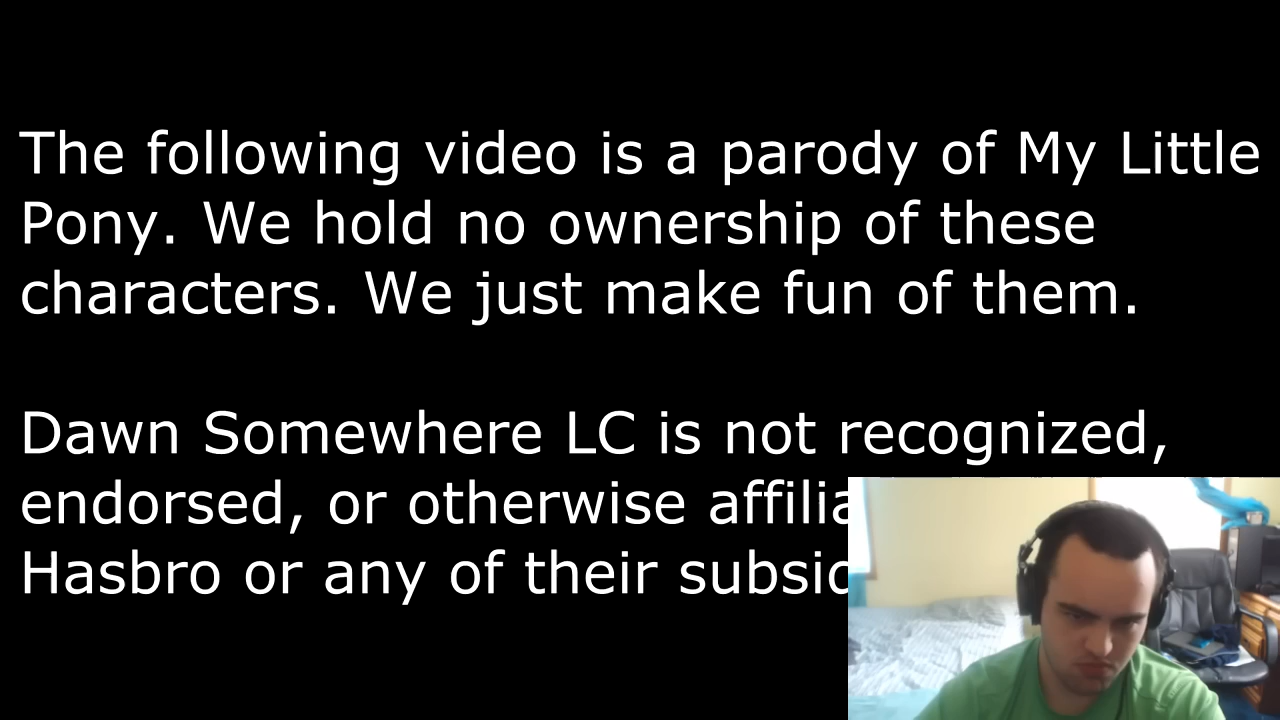 The following video is a parody of My Little
Pony. We hold no ownership of these
characters. We just make fun of them.
Dawn Somewhere LC is not recognized,
endorsed, or otherwise
Hasbro or any of their